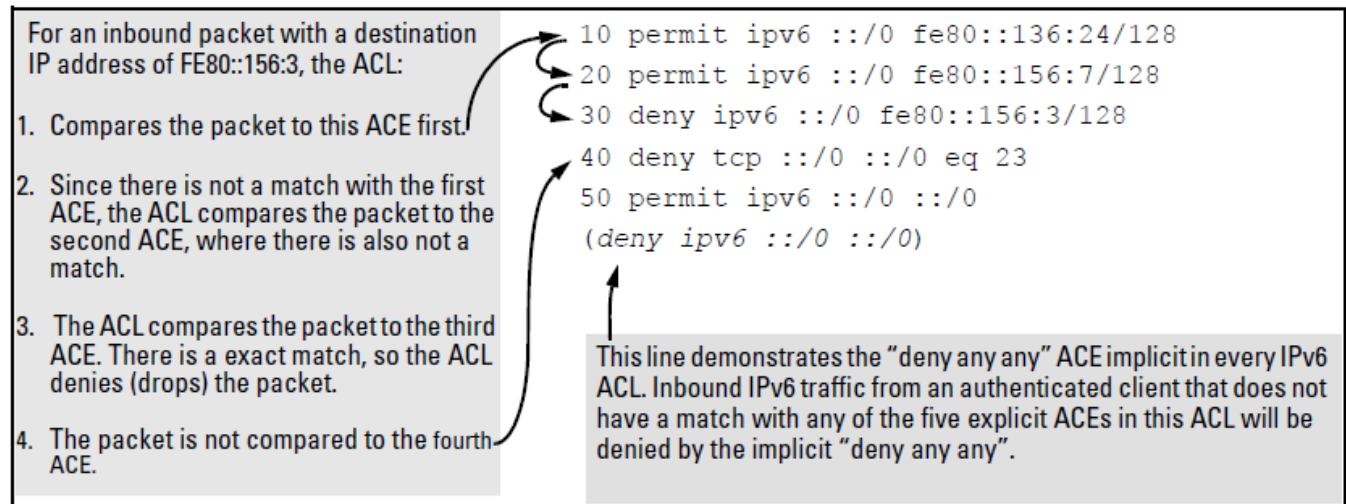 For an inbound packet with a destination
IP address of FE80::156:3, the ACL:
1. Compares the packet to this ACE first.
2. Since there is not a match with the first
ACE, the ACL compares the packet to the
second ACE, where there is also not a
match.
3. The ACL compares the packet to the third
ACE. There is a exact match, so the ACL
denies (drops) the packet.
4. The packet is not compared to the fourth
ACE.
10 permit ipv6 ::/0 fe80::136:24/128
20 permit ipv6 ::/0 fe80::156:7/128
30 deny ipv6 ::/0 fe80::156:3/128
40 deny tcp ::/0 ::/0 eq 23
50 permit ipv6 ::/0 ::/0
(deny ipv6 ::/0 ::/0)
This line demonstrates the “deny any any” ACE implicit in every IPv6
ACL. Inbound IPv6 traffic from an authenticated client that does not
have a match with any of the five explicit ACEs in this ACL will be
denied by the implicit “deny any any”.